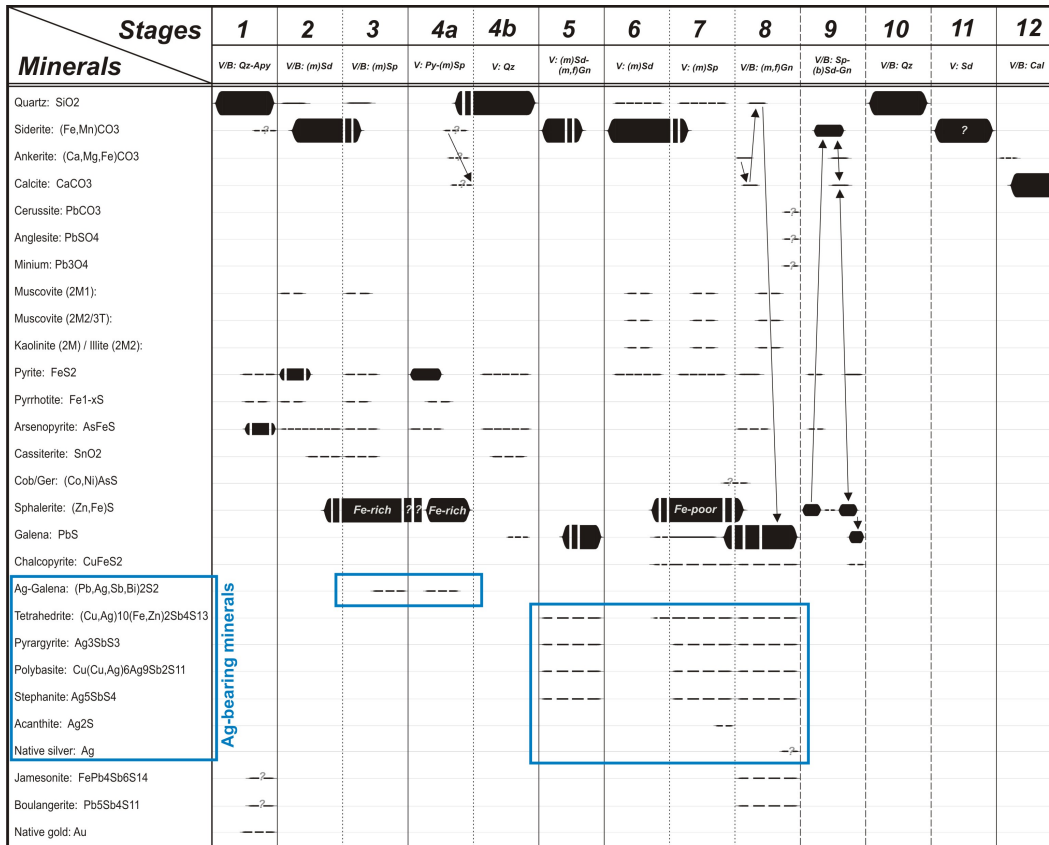 Stages
Minerals
1 2 3 4a 4b 5 6 7 8 9 10 11 12
V/B: Qz-Apy V/B: (m)Sd V/B: (m)Sp V: Py-(m)Sp V: Qz V: (m)Sd-(m,f)Gn V: (m)Sd V: (m)Sp V/B: (m,f)Gn V/B: Sp-(b)Sd-Gn V/B: Qz V: Sd V/B: Cal
Quartz: SiO2
Siderite: (Fe,Mn)CO3 ? ? ?
Ankerite: (Ca,Mg,Fe)CO3 ?
Calcite: CaCO3 ?
Cerussite: PbCO3 ?
Anglesite: PbSO4 ?
Minium: Pb3O4 ?
Muscovite (2M1):
Muscovite (2M2/3T):
Kaolinite (2M) / Illite (2M2):
Pyrite: FeS2
Pyrrhotite: Fe1-xS
Arsenopyrite: AsFeS
Cassiterite: SnO2
Cob/Ger: (Co,Ni)AsS ?
Sphalerite: (Zn,Fe)S Fe-rich ? ? Fe-rich Fe-poor
Galena: PbS
Chalcopyrite: CuFeS2
Ag-Galena: (Pb,Ag,Sb,Bi)2S2
Tetrahedrite: (Cu,Ag)10(Fe,Zn)2Sb4S13
Pyrargyrite: Ag3SbS3
Polybasite: Cu(Cu,Ag)6Ag9Sb2S11
Stephanite: Ag5SbS4
Acanthite: Ag2S
Native silver: Ag ?
Ag-bearing minerals
Jamesonite: FePb4Sb6S14 ?
Boulangerite: Pb5Sb4S11 ?
Native gold: Au